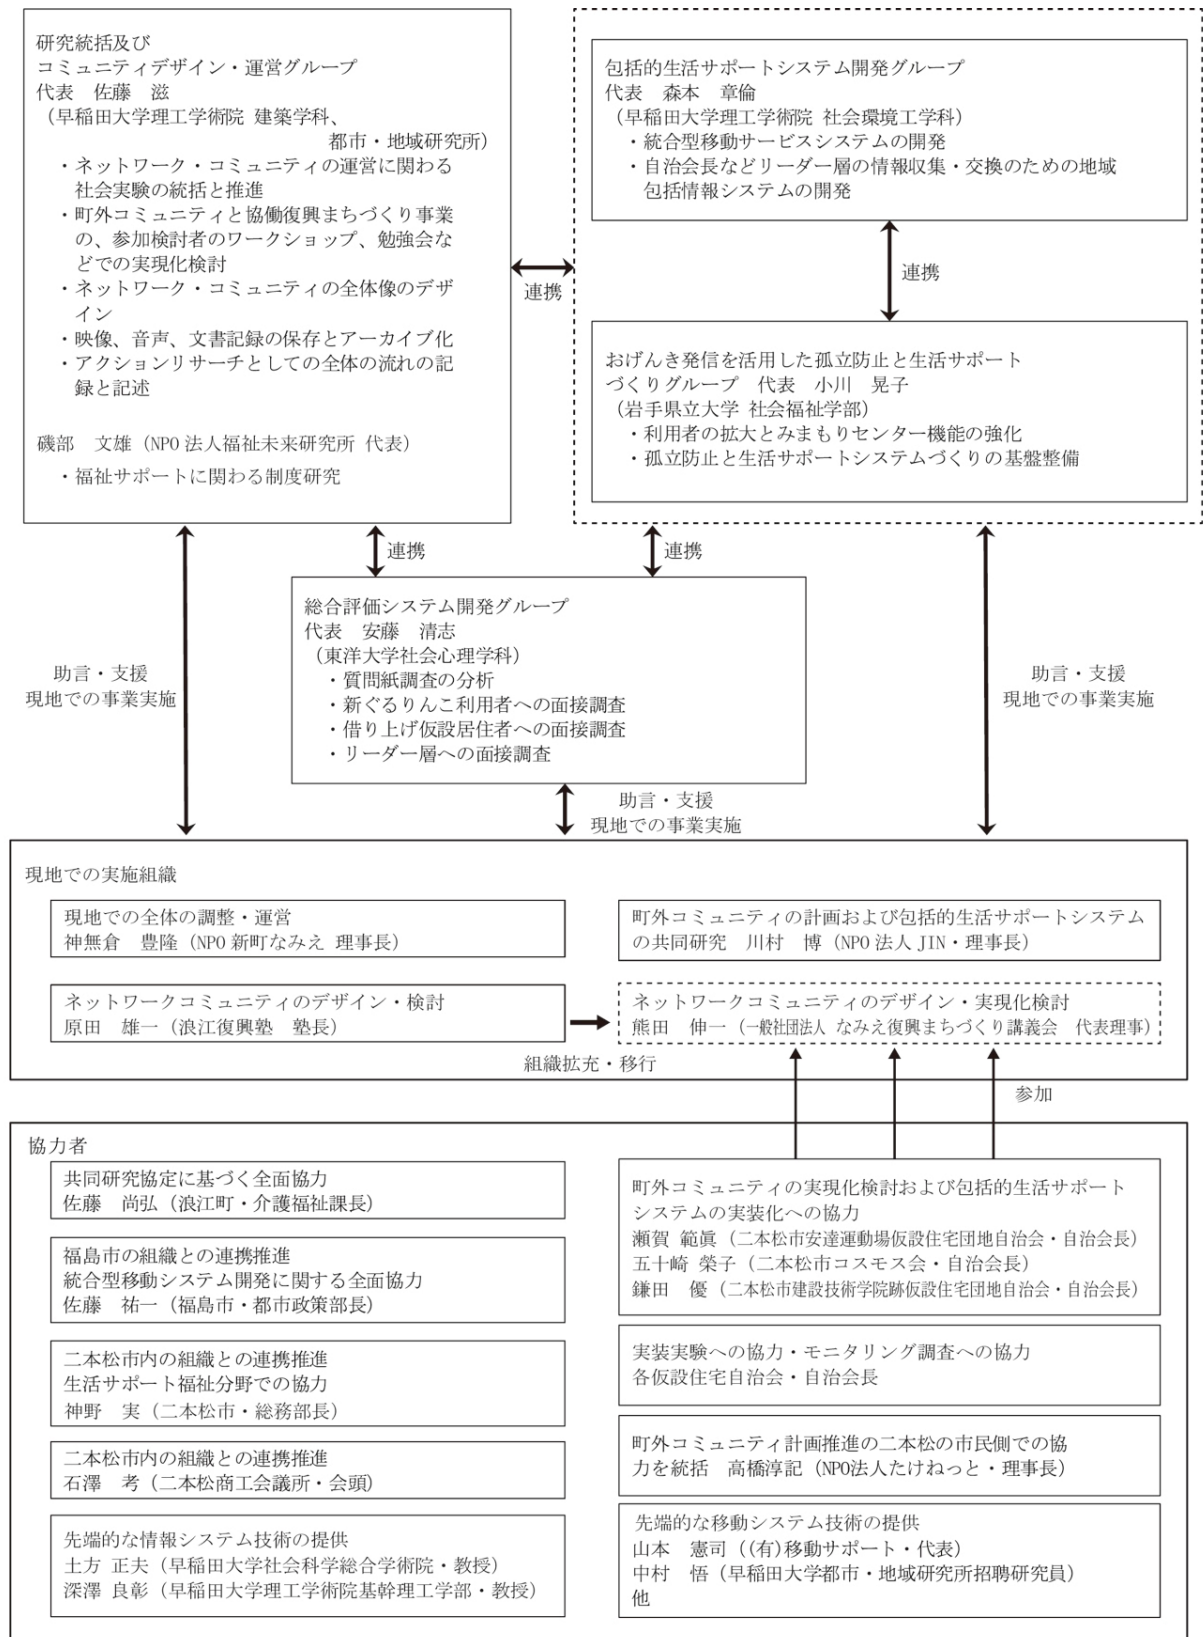 研究統括及び
コミュニティデザイン・運営グループ
代表　佐藤　滋
（早稲田大学理工学術院 建築学科、
都市・地域研究所）
・ネットワーク・コミュニティの運営に関わる
社会実験の統括と推進
・町外コミュニティと協働復興まちづくり事業
の、参加検討者のワークショップ、勉強会な
どでの実現化検討
・ネットワーク・コミュニティの全体像のデザ
イン
・映像、音声、文書記録の保存とアーカイブ化
・アクションリサーチとしての全体の流れの記
録と記述
磯部　文雄（NPO 法人福祉未来研究所 代表）
・福祉サポートに関わる制度研究
連携
包括的生活サポートシステム開発グループ
代表　森本　章倫
（早稲田大学理工学術院 社会環境工学科）
・統合型移動サービスシステムの開発
・自治会長などリーダー層の情報収集・交換のための地域
包括情報システムの開発
連携
おげんき発信を活用した孤立防止と生活サポート
づくりグループ　代表　小川　晃子
（岩手県立大学 社会福祉学部）
・利用者の拡大とみまもりセンター機能の強化
・孤立防止と生活サポートシステムづくりの基盤整備
連携
連携
総合評価システム開発グループ
代表　安藤　清志
（東洋大学社会心理学科）
・質問紙調査の分析
・新ぐるりんこ利用者への面接調査
・借り上げ仮設居住者への面接調査
・リーダー層への面接調査
助言・支援
現地での事業実施
助言・支援
現地での事業実施
助言・支援
現地での事業実施
現地での実施組織
現地での全体の調整・運営
神無倉　豊隆（NPO 新町なみえ 理事長）
町外コミュニティの計画および包括的生活サポートシステム
の共同研究　川村　博（NPO 法人 JIN・理事長）
ネットワークコミュニティのデザイン・検討
原田　雄一（浪江復興塾　塾長）
ネットワークコミュニティのデザイン・実現化検討
熊田　伸一（一般社団法人 なみえ復興まちづくり講義会　代表理事）
組織拡充・移行
参加
協力者
共同研究協定に基づく全面協力
佐藤　尚弘（浪江町・介護福祉課長）
福島市の組織との連携推進
統合型移動システム開発に関する全面協力
佐藤　祐一（福島市・都市政策部長）
二本松市内の組織との連携推進
生活サポート福祉分野での協力
神野　実（二本松市・総務部長）
二本松市内の組織との連携推進
石澤　考（二本松商工会議所・会頭）
先端的な情報システム技術の提供
土方 正夫（早稲田大学社会科学総合学術院・教授）
深澤 良彰（早稲田大学理工学術院基幹理工学部・教授）
町外コミュニティの実現化検討および包括的生活サポート
システムの実装化への協力
瀬賀 範眞（二本松市安達運動場仮設住宅団地自治会・自治会長）
五十崎 榮子（二本松市コスモス会・自治会長）
鎌田　優（二本松市建設技術学院跡仮設住宅団地自治会・自治会長）
実装実験への協力・モニタリング調査への協力
各仮設住宅自治会・自治会長
町外コミュニティ計画推進の二本松の市民側での協
力を統括　高橋淳記（NPO法人たけねっと・理事長）
先端的な移動システム技術の提供
山本　憲司（(有)移動サポート・代表）
中村　悟（早稲田大学都市・地域研究所招聘研究員）
他